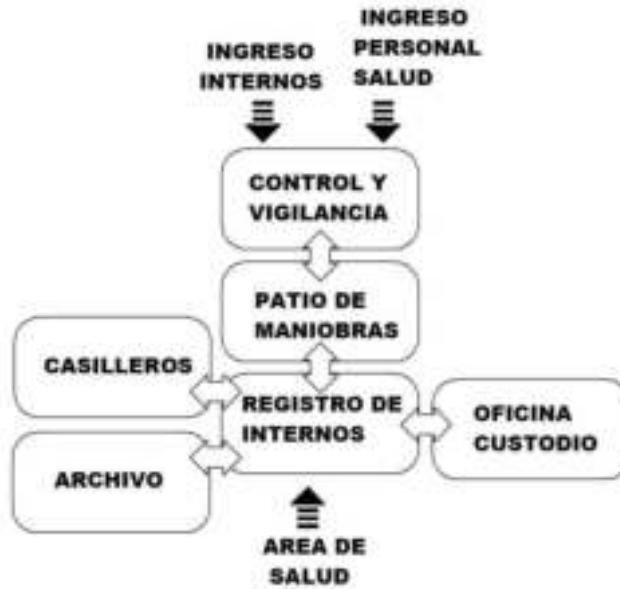 INGRESO
INTERNOS
INGRESO
PERSONAL
SALUD
CONTROL Y
VIGILANCIA
PATIO DE
MANIOBRAS
CASILLEROS
REGISTRO DE
INTERNOS
OFICINA
CUSTODIO
ARCHIVO
AREA DE
SALUD